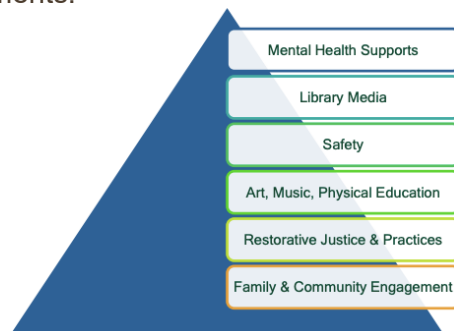 Mental Health Supports
Library Media
Safety
Art, Music, Physical Education
Restorative Justice & Practices
Family & Community Engagement